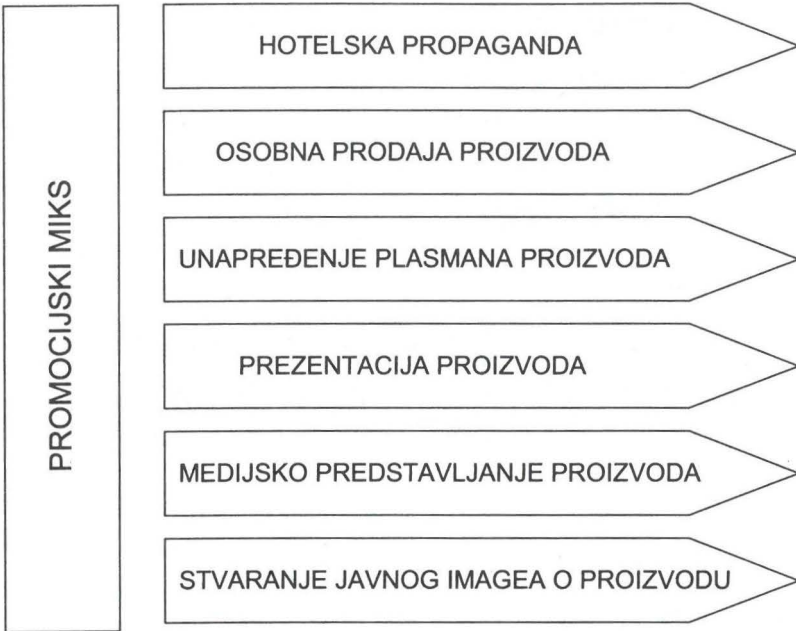 PROMOCIJSKI MIKS
HOTELSKA PROPAGANDA
OSOBNA PRODAJA PROIZVODA
UNAPREĐENJE PLASMANA PROIZVODA
PREZENTACIJA PROIZVODA
MEDIJSKO PREDSTAVLJANJE PROIZVODA
STVARANJE JAVNOG IMAGEA O PROIZVODU